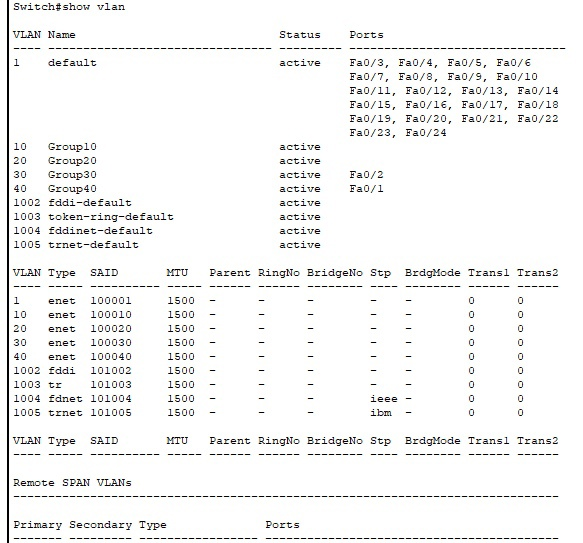 Switch#show vlan
VLAN Name                             Status    Ports
---- -------------------------------- --------- -------------------------------
1    default                          active    Fa0/3, Fa0/4, Fa0/5, Fa0/6
                                                Fa0/7, Fa0/8, Fa0/9, Fa0/10
                                                Fa0/11, Fa0/12, Fa0/13, Fa0/14
                                                Fa0/15, Fa0/16, Fa0/17, Fa0/18
                                                Fa0/19, Fa0/20, Fa0/21, Fa0/22
                                                Fa0/23, Fa0/24
10   Group10                          active
20   Group20                          active
30   Group30                          active    Fa0/2
40   Group40                          active    Fa0/1
1002 fddi-default                     active
1003 token-ring-default               active
1004 fddinet-default                  active
1005 trnet-default                    active
VLAN Type  SAID       MTU   Parent RingNo BridgeNo Stp  BrdgMode Trans1 Trans2
---- ----- ---------- ----- ------ ------ -------- ---- -------- ------ ------
1    enet  100001     1500  -      -      -        -    -        0      0
10   enet  100010     1500  -      -      -        -    -        0      0
20   enet  100020     1500  -      -      -        -    -        0      0
30   enet  100030     1500  -      -      -        -    -        0      0
40   enet  100040     1500  -      -      -        -    -        0      0
1002 fddi  101002     1500  -      -      -        -    -        0      0
1003 tr    101003     1500  -      -      -        -    -        0      0
1004 fdnet 101004     1500  -      -      -        ieee -        0      0
1005 trnet 101005     1500  -      -      -        ibm  -        0      0
VLAN Type  SAID       MTU   Parent RingNo BridgeNo Stp  BrdgMode Trans1 Trans2
---- ----- ---------- ----- ------ ------ -------- ---- -------- ------ ------
Remote SPAN VLANs
------------------------------------------------------------------------------
Primary Secondary Type              Ports
------- --------- ----------------- ------------------------------------------